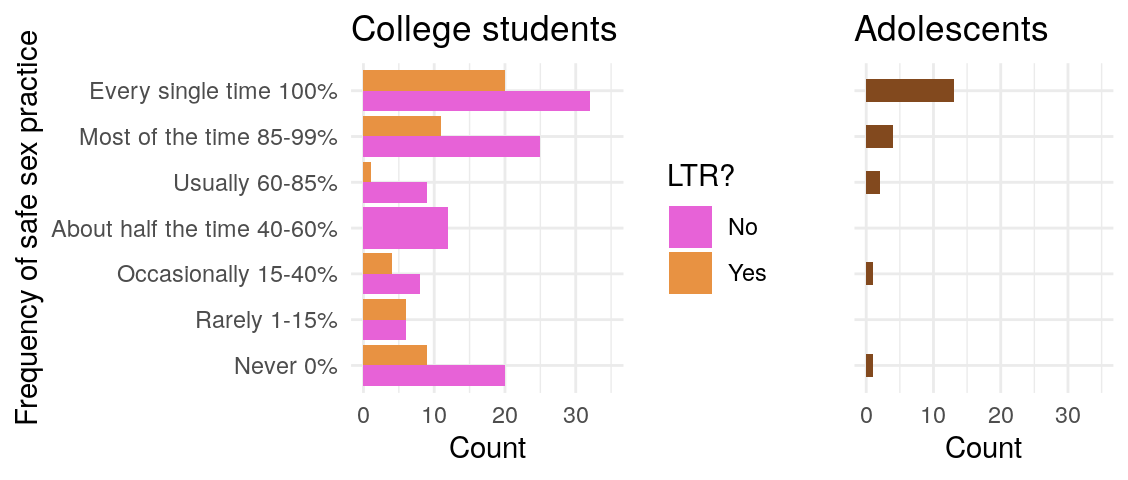 College students
Adolescents
Frequency of safe sex practice
Every single time 100%
Most of the time 85-99%
Usually 60-85%
About half the time 40-60%
Occasionally 15-40%
Rarely 1-15%
Never 0%
0 10 20 30
Count
LTR?
No
Yes
0 10 20 30
Count